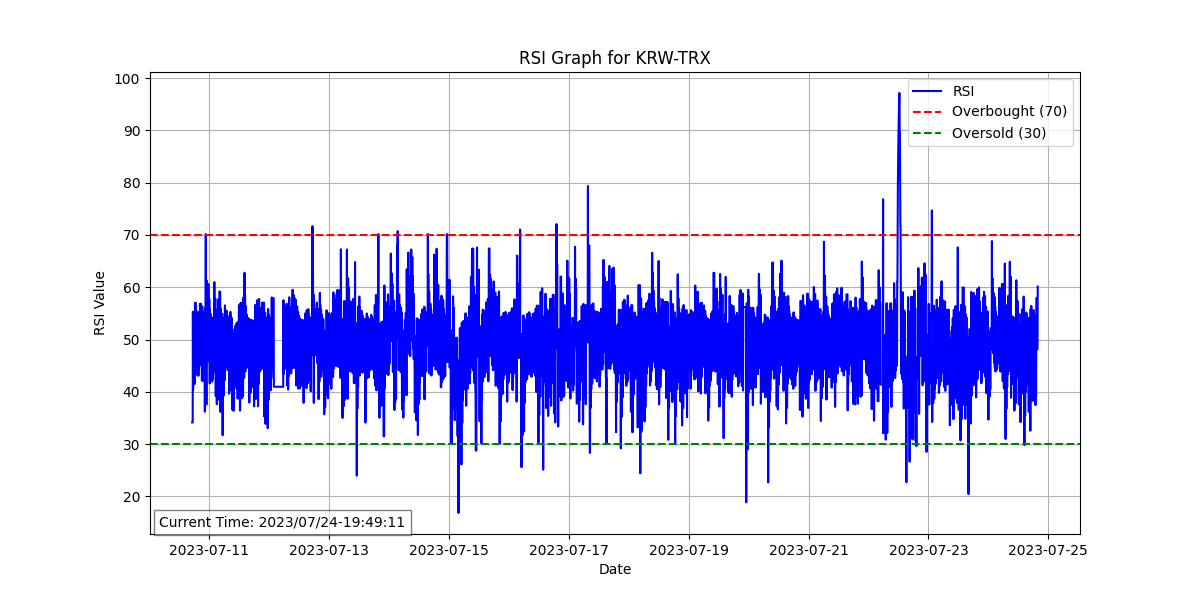 RSI Graph for KRW-TRX
100
90
80
70
60
50
40
30
20
RSI Value
RSI
Overbought (70)
Oversold (30)
Current Time: 2023/07/24-19:49:11
2023-07-11
2023-07-13
2023-07-15
2023-07-17
2023-07-19
2023-07-21
2023-07-23
2023-07-25
Date